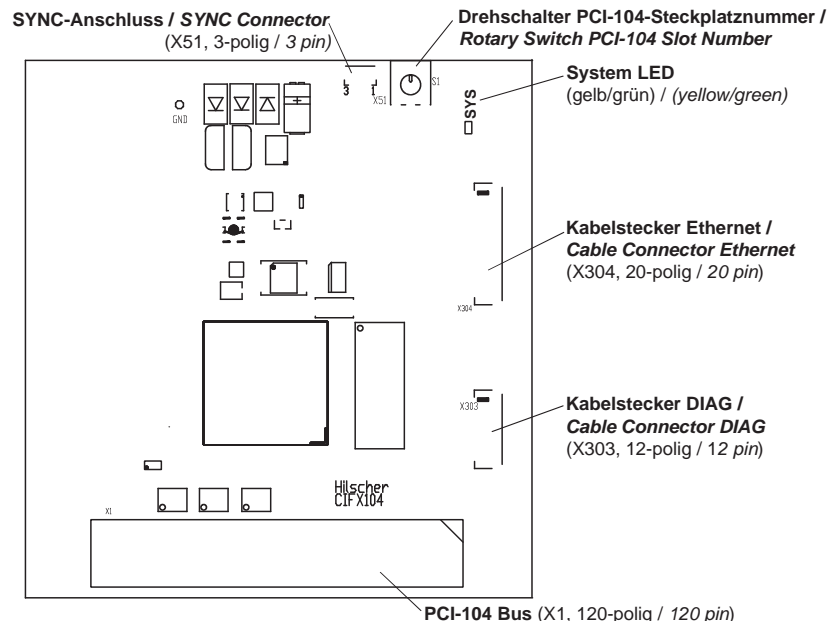 SYNC-Anschluss / SYNC Connector
(X51, 3-polig / 3 pin)
Drehschalter PCI-104-Steckplatznummer /
Rotary Switch PCI-104 Slot Number
System LED
(gelb/grün) / (yellow/green)
GND
3 1
X51
S1
SYS
Kabelstecker Ethernet /
Cable Connector Ethernet
(X304, 20-polig / 20 pin)
X304
X303
Kabelstecker DIAG /
Cable Connector DIAG
(X303, 12-polig / 12 pin)
Hilscher
CIFX104
X1
PCI-104 Bus (X1, 120-polig / 120 pin)